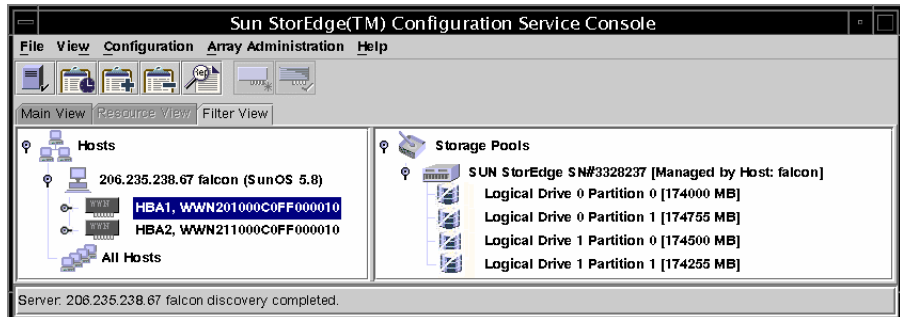 Sun StorEdge(TM) Configuration Service Console
File View Configuration Array Administration Help
Main View Resource View Filter View
Hosts
206.235.238.67 falcon (SunOS 5.8)
HBA1, WWN201000C0FF000010
HBA2, WWN211000C0FF000010
All Hosts
Storage Pools
SUN StorEdge SN#3328237 [Managed by Host: falcon]
Logical Drive 0 Partition 0 [174000 MB]
Logical Drive 0 Partition 1 [174755 MB]
Logical Drive 1 Partition 0 [174500 MB]
Logical Drive 1 Partition 1 [174255 MB]
Server: 206.235.238.67 falcon discovery completed.